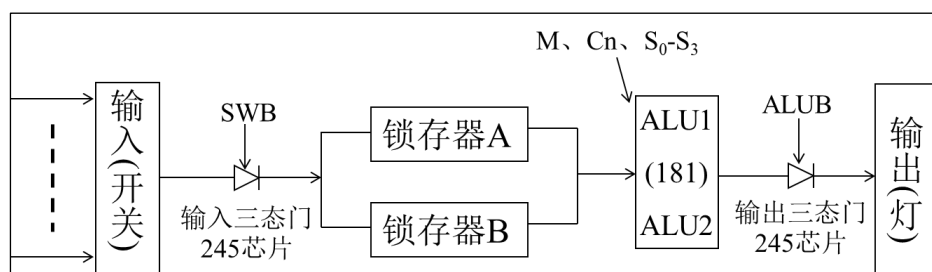 M、Cn、S₀-S₃
输入(开关)
SWB
输入三态门
245芯片
锁存器A
锁存器B
ALU1
(181)
ALU2
ALUB
输出三态门
245芯片
输出(灯)